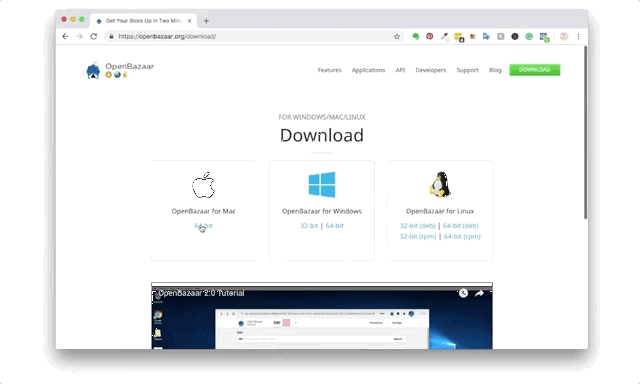 Get Your Store Up in Two Minu
https://openbazaar.org/download/
OpenBazaar
Features Applications API Developers Support Blog DOWNLOAD
FOR WINDOWS/MAC/LINUX
Download
OpenBazaar for Mac
64-bit
OpenBazaar for Windows
32-bit | 64-bit
OpenBazaar for Linux
32-bit (deb) | 64-bit (deb)
32-bit (rpm) | 64-bit (rpm)
OpenBazaar 2.0 Tutorial